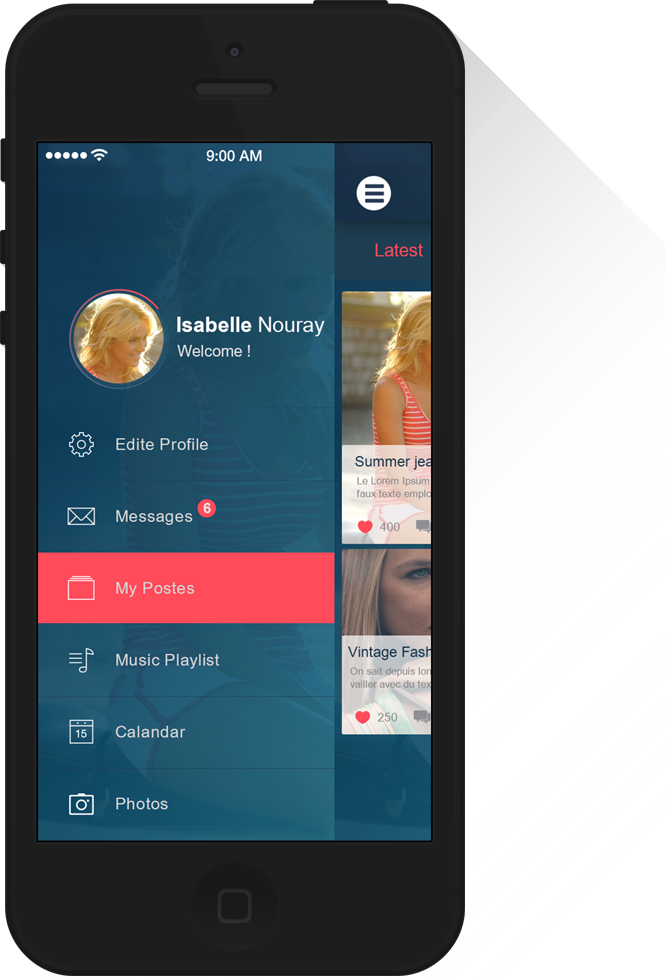 9:00 AM
Latest
Isabelle Nouray
Welcome !
Edite Profile
Messages 6
My Postes
Music Playlist
15
Calandar
Photos
Summer jea
Le Lorem Ipsum
faux texte emplo
400
Vintage Fash
On sait depuis lon
vailler avec du tex
250